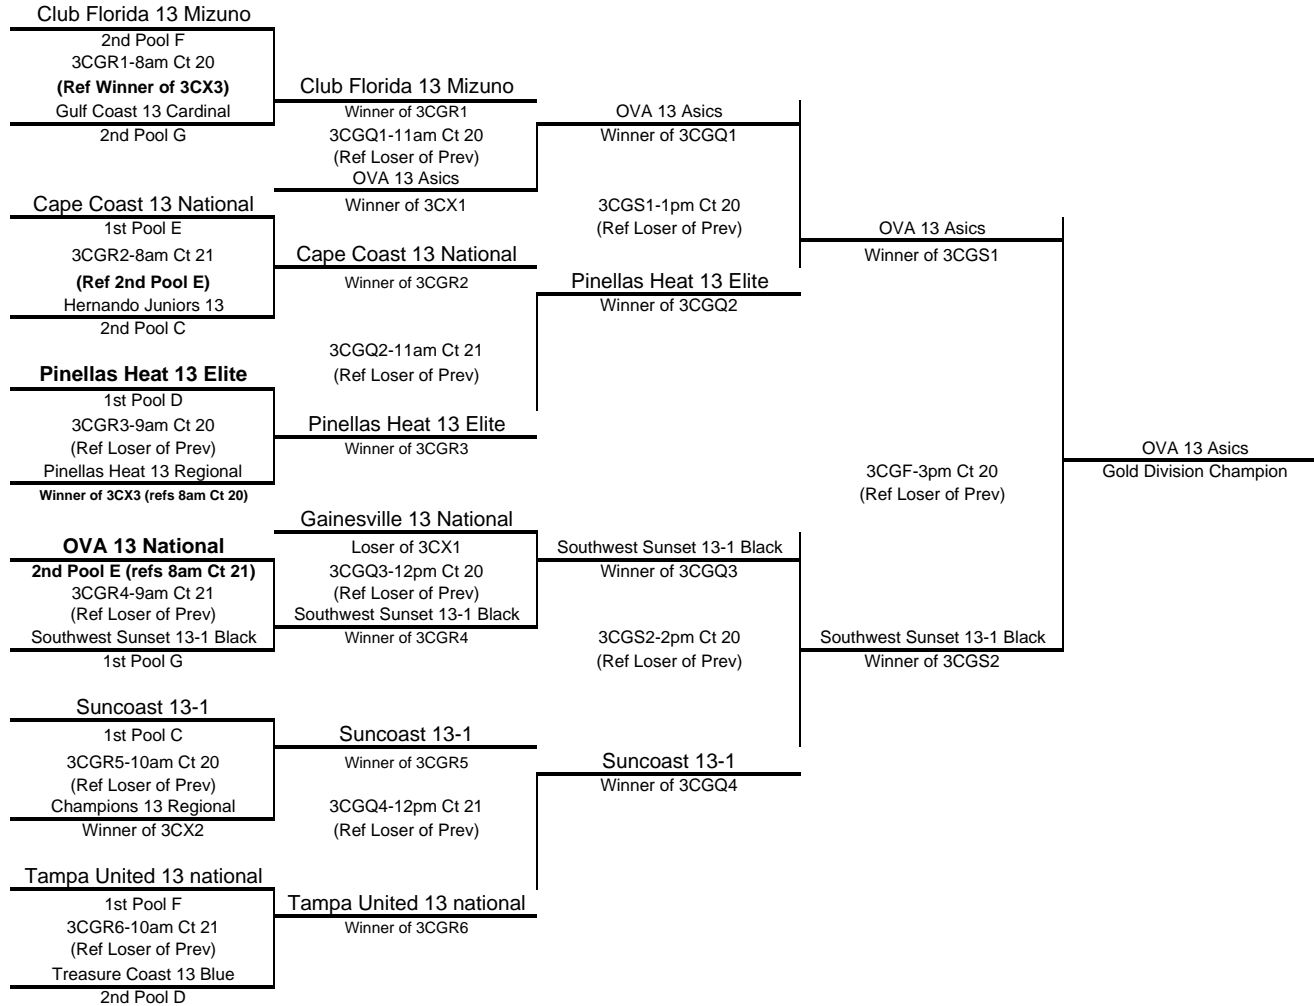 Club Florida 13 Mizuno
2nd Pool F
3CGR1-8am Ct 20
(Ref Winner of 3CX3)
Gulf Coast 13 Cardinal
2nd Pool G
Cape Coast 13 National
1st Pool E
3CGR2-8am Ct 21
(Ref 2nd Pool E)
Hernando Juniors 13
2nd Pool C
Pinellas Heat 13 Elite
1st Pool D
3CGR3-9am Ct 20
(Ref Loser of Prev)
Pinellas Heat 13 Regional
Winner of 3CX3 (refs 8am Ct 20)
OVA 13 National
2nd Pool E (refs 8am Ct 21)
3CGR4-9am Ct 21
(Ref Loser of Prev)
Southwest Sunset 13-1 Black
1st Pool G
Suncoast 13-1
1st Pool C
3CGR5-10am Ct 20
(Ref Loser of Prev)
Champions 13 Regional
Winner of 3CX2
Tampa United 13 national
1st Pool F
3CGR6-10am Ct 21
(Ref Loser of Prev)
Treasure Coast 13 Blue
2nd Pool D
Club Florida 13 Mizuno
Winner of 3CGR1
3CGQ1-11am Ct 20
(Ref Loser of Prev)
OVA 13 Asics
Winner of 3CX1
Cape Coast 13 National
Winner of 3CGR2
3CGQ2-11am Ct 21
(Ref Loser of Prev)
Pinellas Heat 13 Elite
Winner of 3CGR3
Gainesville 13 National
Loser of 3CX1
3CGQ3-12pm Ct 20
(Ref Loser of Prev)
Southwest Sunset 13-1 Black
Winner of 3CGR4
Suncoast 13-1
Winner of 3CGR5
3CGQ4-12pm Ct 21
(Ref Loser of Prev)
Tampa United 13 national
Winner of 3CGR6
OVA 13 Asics
Winner of 3CGQ1
3CGS1-1pm Ct 20
(Ref Loser of Prev)
Pinellas Heat 13 Elite
Winner of 3CGQ2
Southwest Sunset 13-1 Black
Winner of 3CGQ3
3CGS2-2pm Ct 20
(Ref Loser of Prev)
Suncoast 13-1
Winner of 3CGQ4
OVA 13 Asics
Winner of 3CGS1
3CGF-3pm Ct 20
(Ref Loser of Prev)
Southwest Sunset 13-1 Black
Winner of 3CGS2
OVA 13 Asics
Gold Division Champion